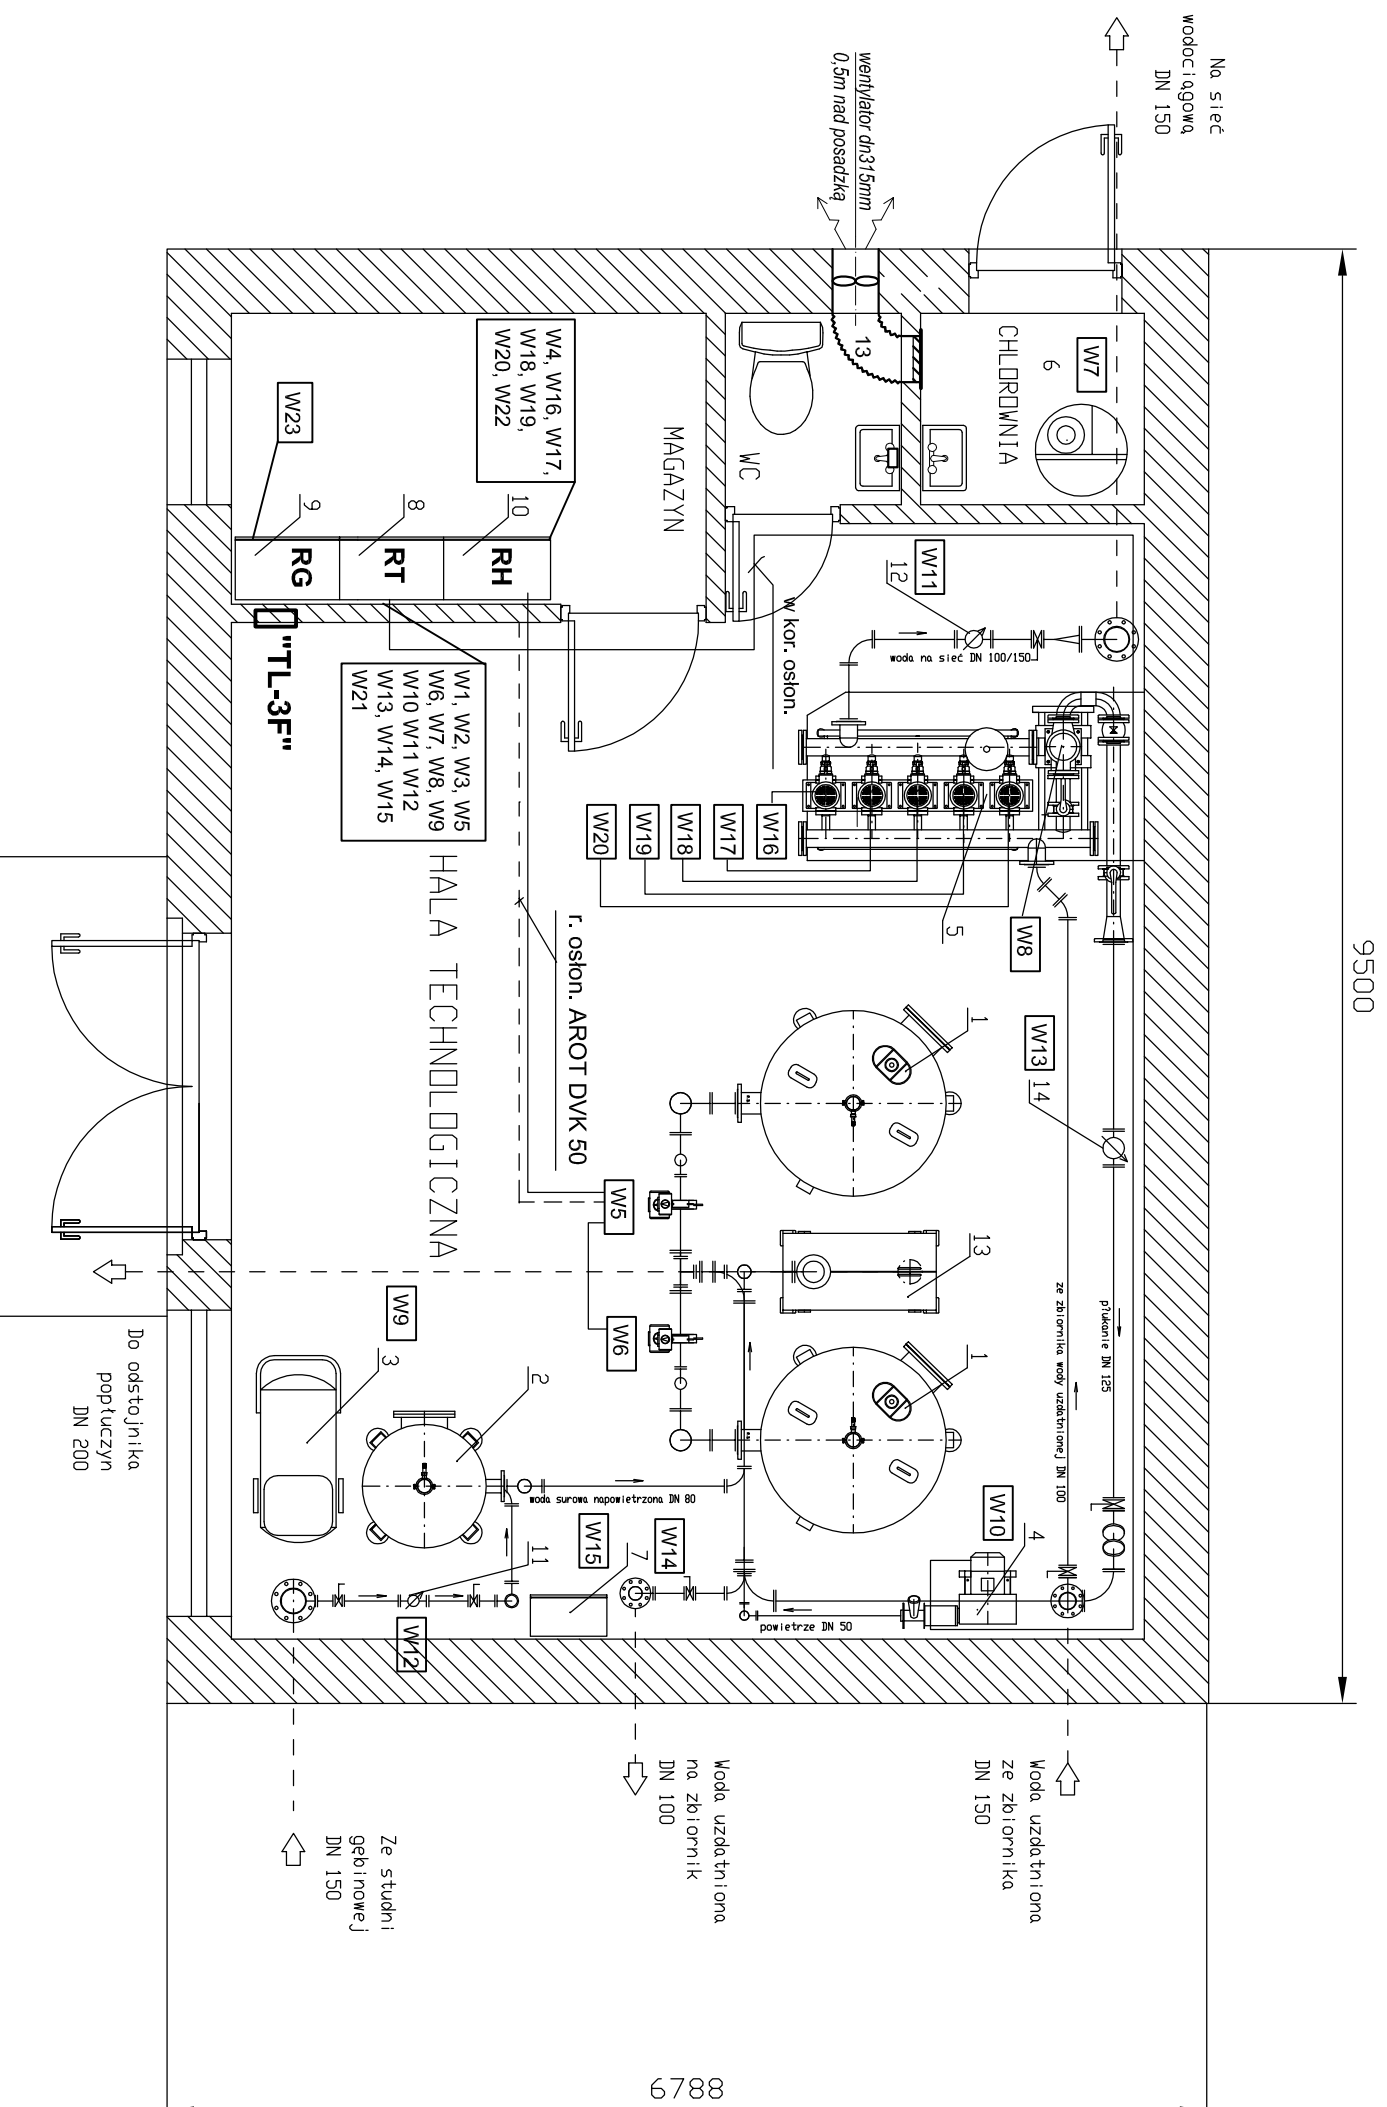 Na sieć
wodociągową
DN 150
wentylator dn315mm
0,5m nad posadzką
9500
CHLOROWNIA
6
W7
13
WC
MAGAZYN
W4, W16, W17,
W18, W19,
W20, W22
W23
10
8
9
RH
RT
RG
"TL-3F"
W1, W2, W3, W5
W6, W7, W8, W9
W10 W11 W12
W13, W14, W15
W21
w kor. osłon.
W11
12
woda na sieć DN 100/150
W16
W17
W18
W19
W20
5
W8
HALA TECHNOLOGICZNA
r. osłon. AROT DVK 50
1
W13
14
13
1
W5
W6
płukanie DN 125
ze zbiornika wody uzdatnionej DN 100
W9
3
2
woda surowa napowietrzona DN 80
W10
4
W15
7
W14
11
W12
powietrze DN 50
Do odstojnika
popłuczyn
DN 200
Woda uzdatniona
ze zbiornika
DN 150
Woda uzdatniona
na zbiornik
DN 100
Ze studni
gębinowej
DN 150
6788